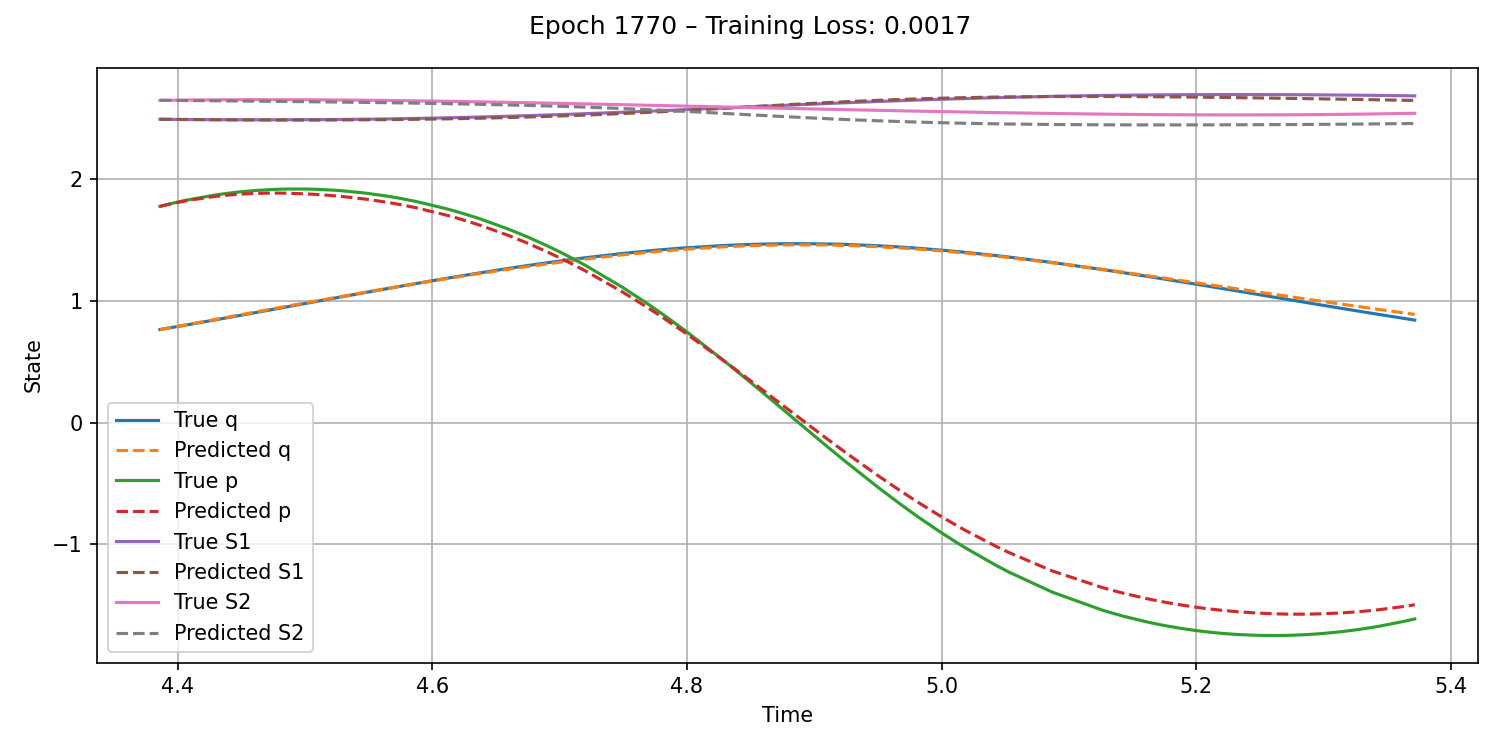 Epoch 1770 – Training Loss: 0.0017
State
2
1
0
−1
True q
Predicted q
True p
Predicted p
True S1
Predicted S1
True S2
Predicted S2
4.4 4.6 4.8 5.0 5.2 5.4
Time